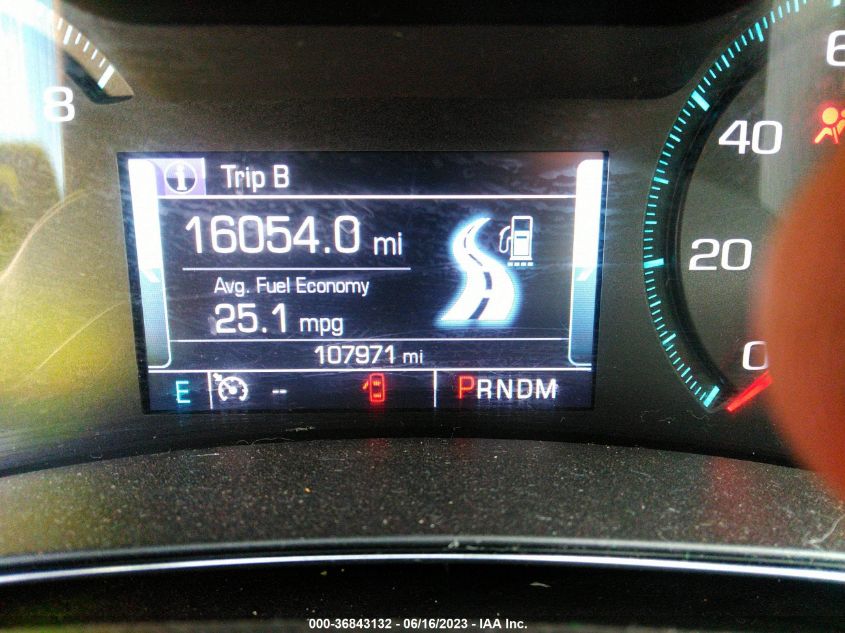 8
Trip B
16054.0 mi
Avg. Fuel Economy
25.1 mpg
107971 mi
E -- PRNDM
6
40
20
0
000-36843132 - 06/16/2023 - IAA Inc.